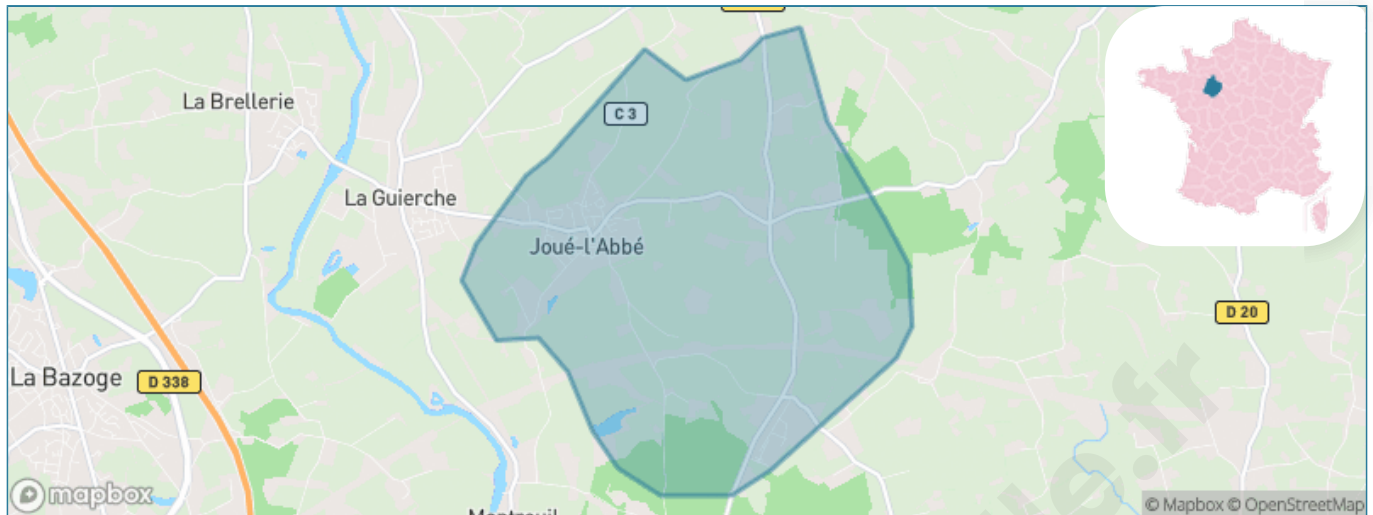 La Brellerie
C 3
La Guierche
Joué-l'Abbé
D 20
La Bazoge
D 338
mapbox
© Mapbox © OpenStreetMap